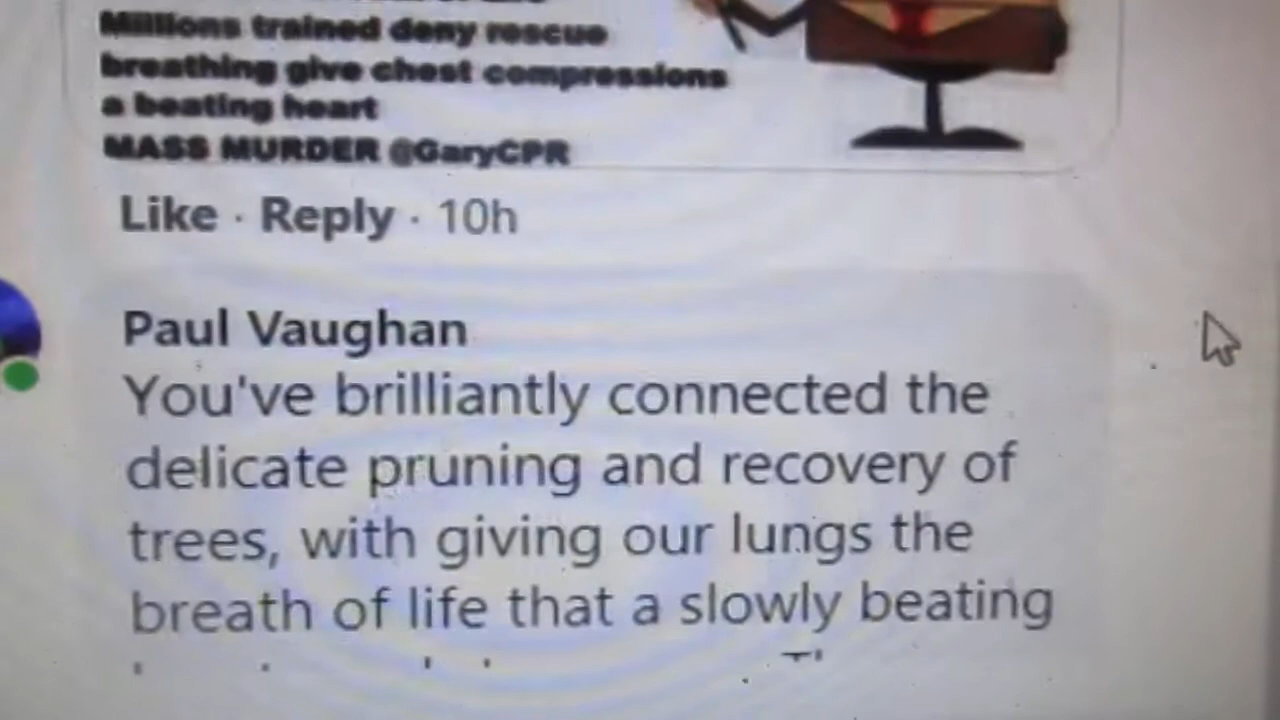 Millions trained deny rescue
breathing give chest compressions
a beating heart
MASS MURDER @GaryCPR
Like · Reply · 10h
Paul Vaughan
You've brilliantly connected the
delicate pruning and recovery of
trees, with giving our lungs the
breath of life that a slowly beating